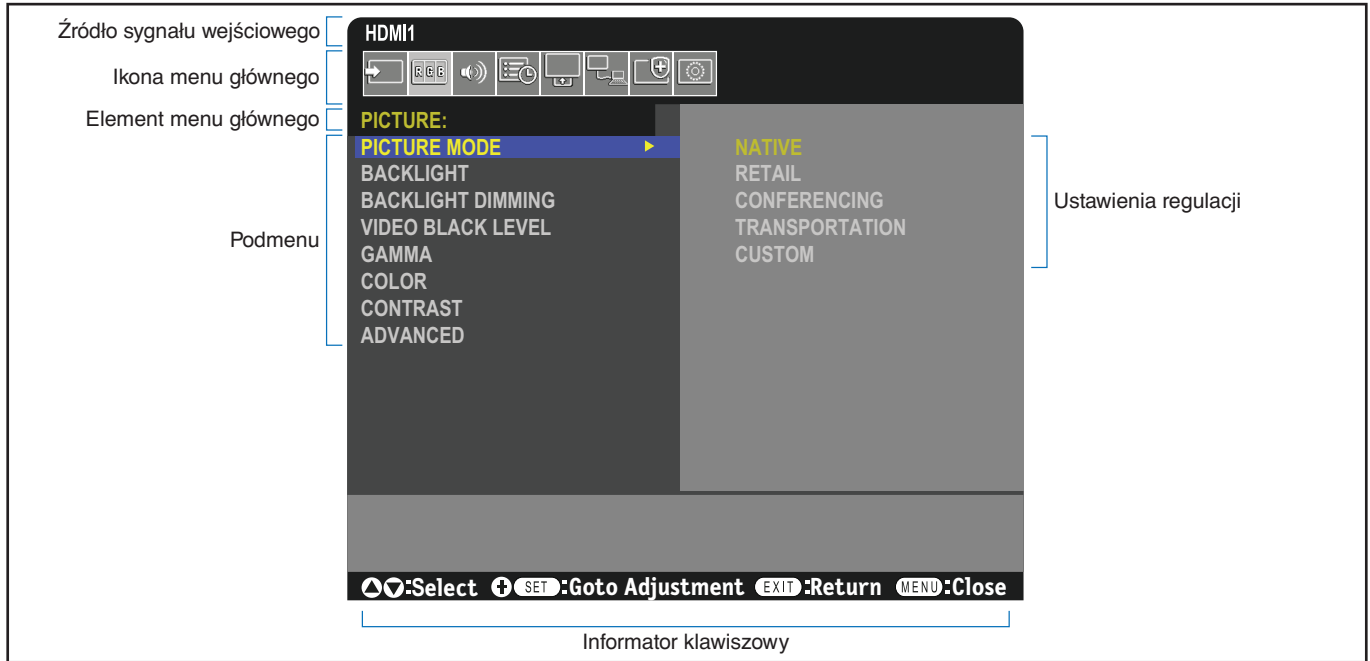 Źródło sygnału wejściowego
HDMI1
Ikona menu głównego
RGB
Element menu głównego
PICTURE:
PICTURE MODE
NATIVE
BACKLIGHT
RETAIL
BACKLIGHT DIMMING
CONFERENCING
Ustawienia regulacji
VIDEO BLACK LEVEL
TRANSPORTATION
Podmenu
GAMMA
CUSTOM
COLOR
CONTRAST
ADVANCED
:Select SET:Goto Adjustment EXIT:Return MENU:Close
Informator klawiszowy